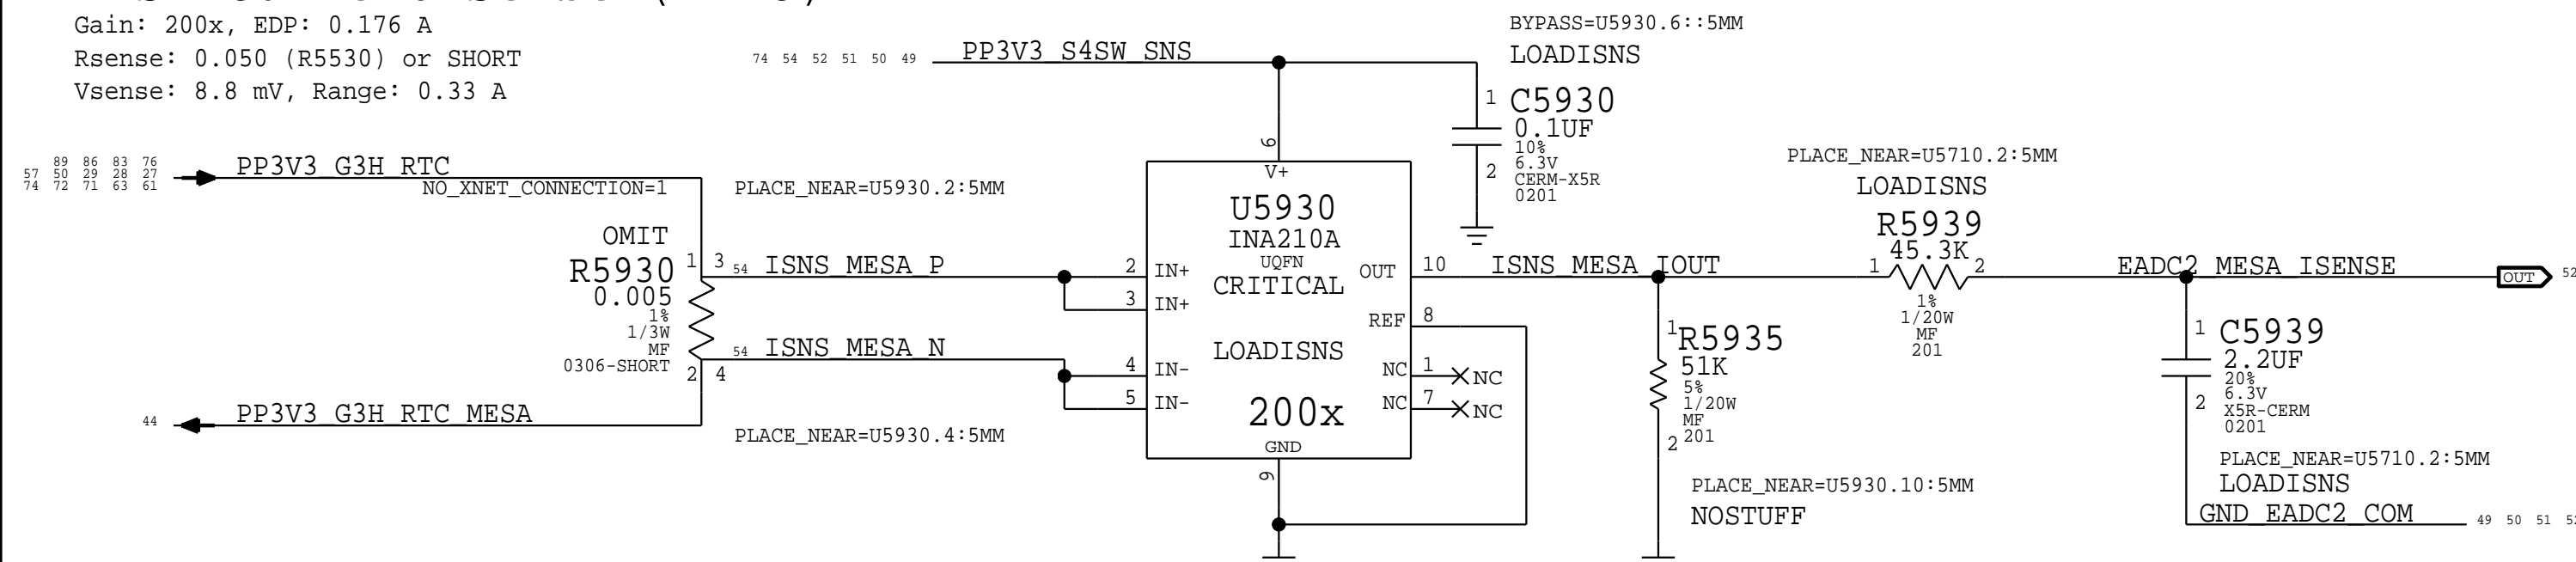 Gain: 200x, EDP: 0.176 A
Rsense: 0.050 (R5530) or SHORT
Vsense: 8.8 mV, Range: 0.33 A
74 54 52 51 50 49
PP3V3_S4SW_SNS
BYPASS=U5930.6::5MM
LOADISNS
1
C5930
0.1UF
10%
6.3V
CERM-X5R
0201
2
89 86 83 76
57 50 29 28 27
74 72 71 63 61
PP3V3_G3H_RTC
NO_XNET_CONNECTION=1
PLACE_NEAR=U5930.2:5MM
OMIT
R5930
0.005
1%
1/3W
MF
0306-SHORT
1 3
2 4
54 ISNS_MESA_P
54 ISNS_MESA_N
44
PP3V3_G3H_RTC_MESA
PLACE_NEAR=U5930.4:5MM
6
V+
U5930
INA210A
UQFN
CRITICAL
LOADISNS
200x
GND
9
2 IN+
3 IN+
4 IN-
5 IN-
OUT 10
REF 8
NC 1 NC
NC 7 NC
ISNS_MESA_IOUT
1
R5935
51K
5%
1/20W
MF
201
2
PLACE_NEAR=U5930.10:5MM
NOSTUFF
PLACE_NEAR=U5710.2:5MM
LOADISNS
R5939
45.3K
1 2
1%
1/20W
MF
201
EADC2_MESA_ISENSE
OUT
52
1
C5939
2.2UF
20%
6.3V
X5R-CERM
0201
2
PLACE_NEAR=U5710.2:5MM
LOADISNS
GND_EADC2_COM
49 50 51